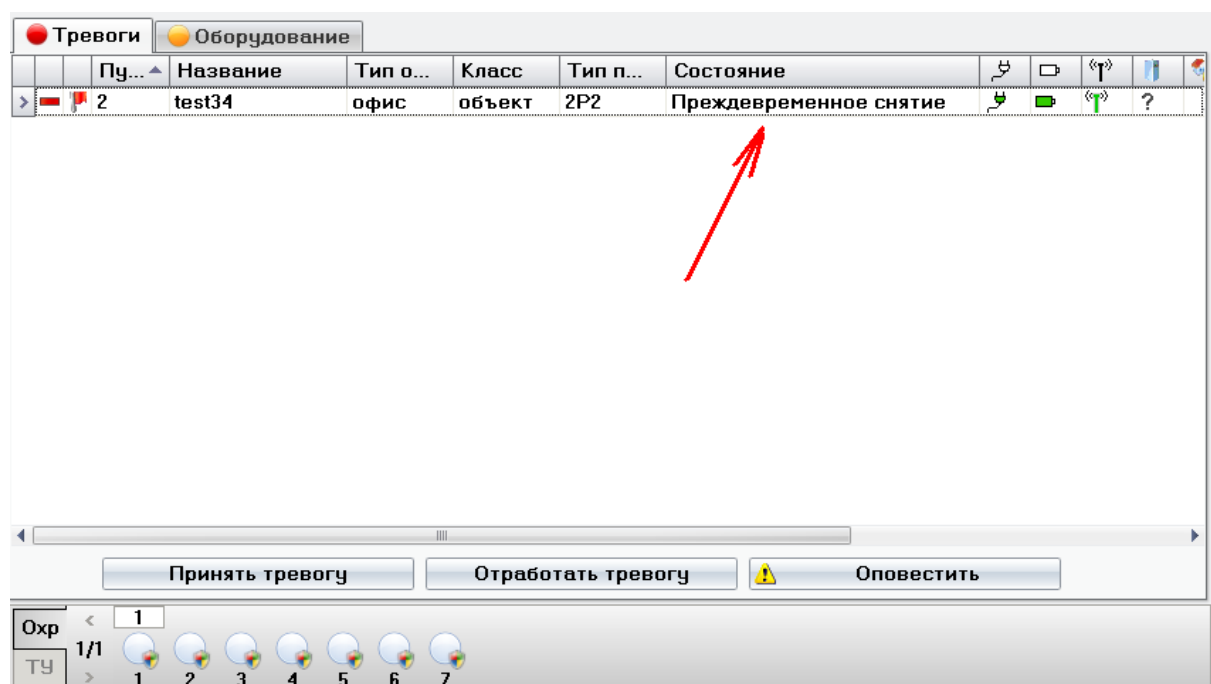 Тревоги Оборудование
Пу... Название Тип о... Класс Тип п... Состояние
2 test34 офис объект 2Р2 Преждевременное снятие ?
Принять тревогу Отработать тревогу Оповестить
Охр < 1
1/1
ТУ > 1 2 3 4 5 6 7